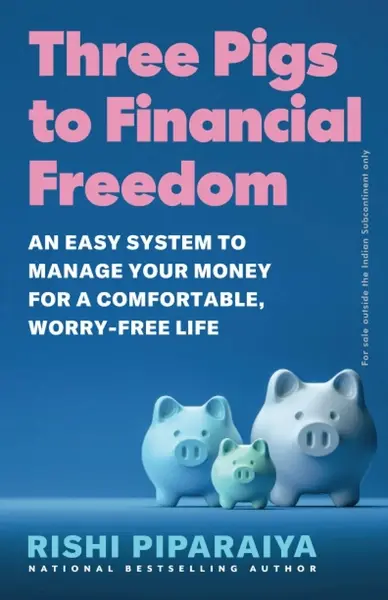 Three Pigs
to Financial
Freedom
AN EASY SYSTEM TO
MANAGE YOUR MONEY
FOR A COMFORTABLE,
WORRY-FREE LIFE
For sale outside the Indian Subcontinent only
RISHI PIPARAIYA
NATIONAL BESTSELLING AUTHOR